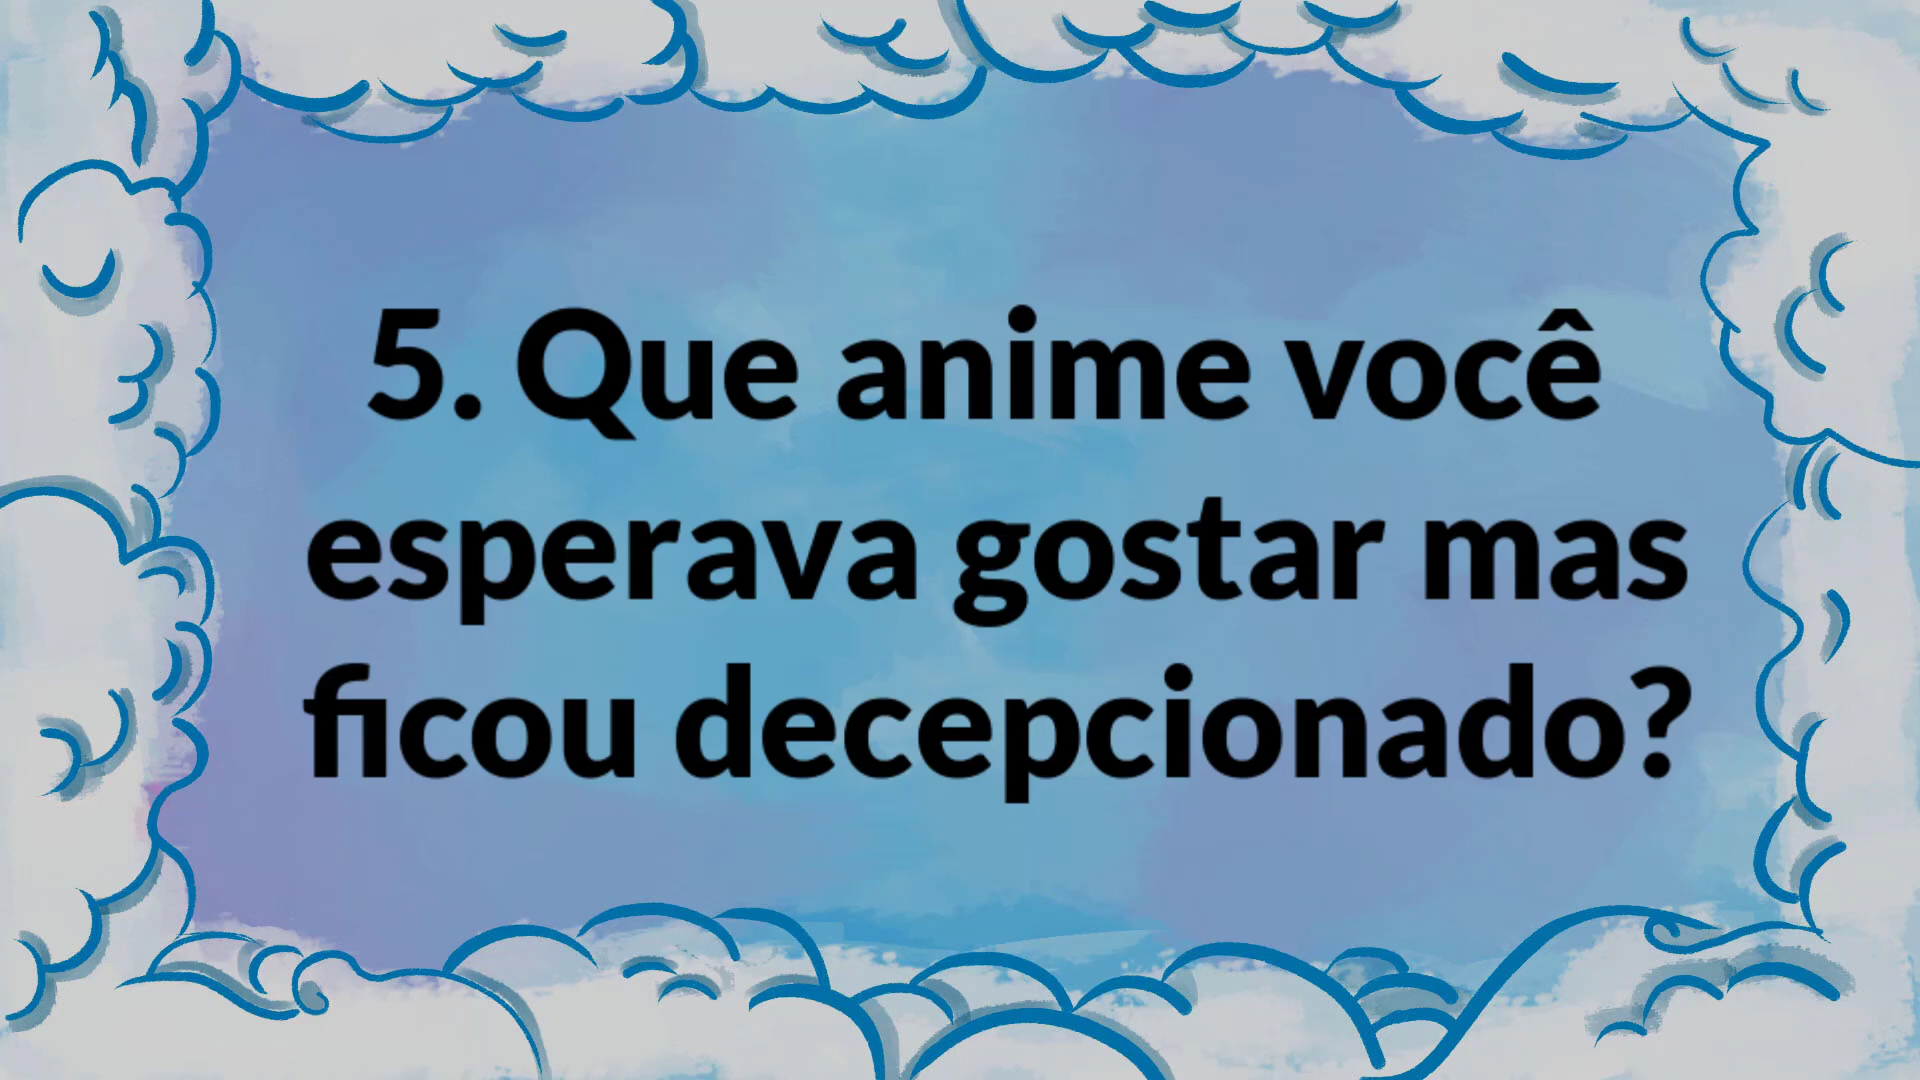 5. Que anime você
esperava gostar mas
ficou decepcionado?